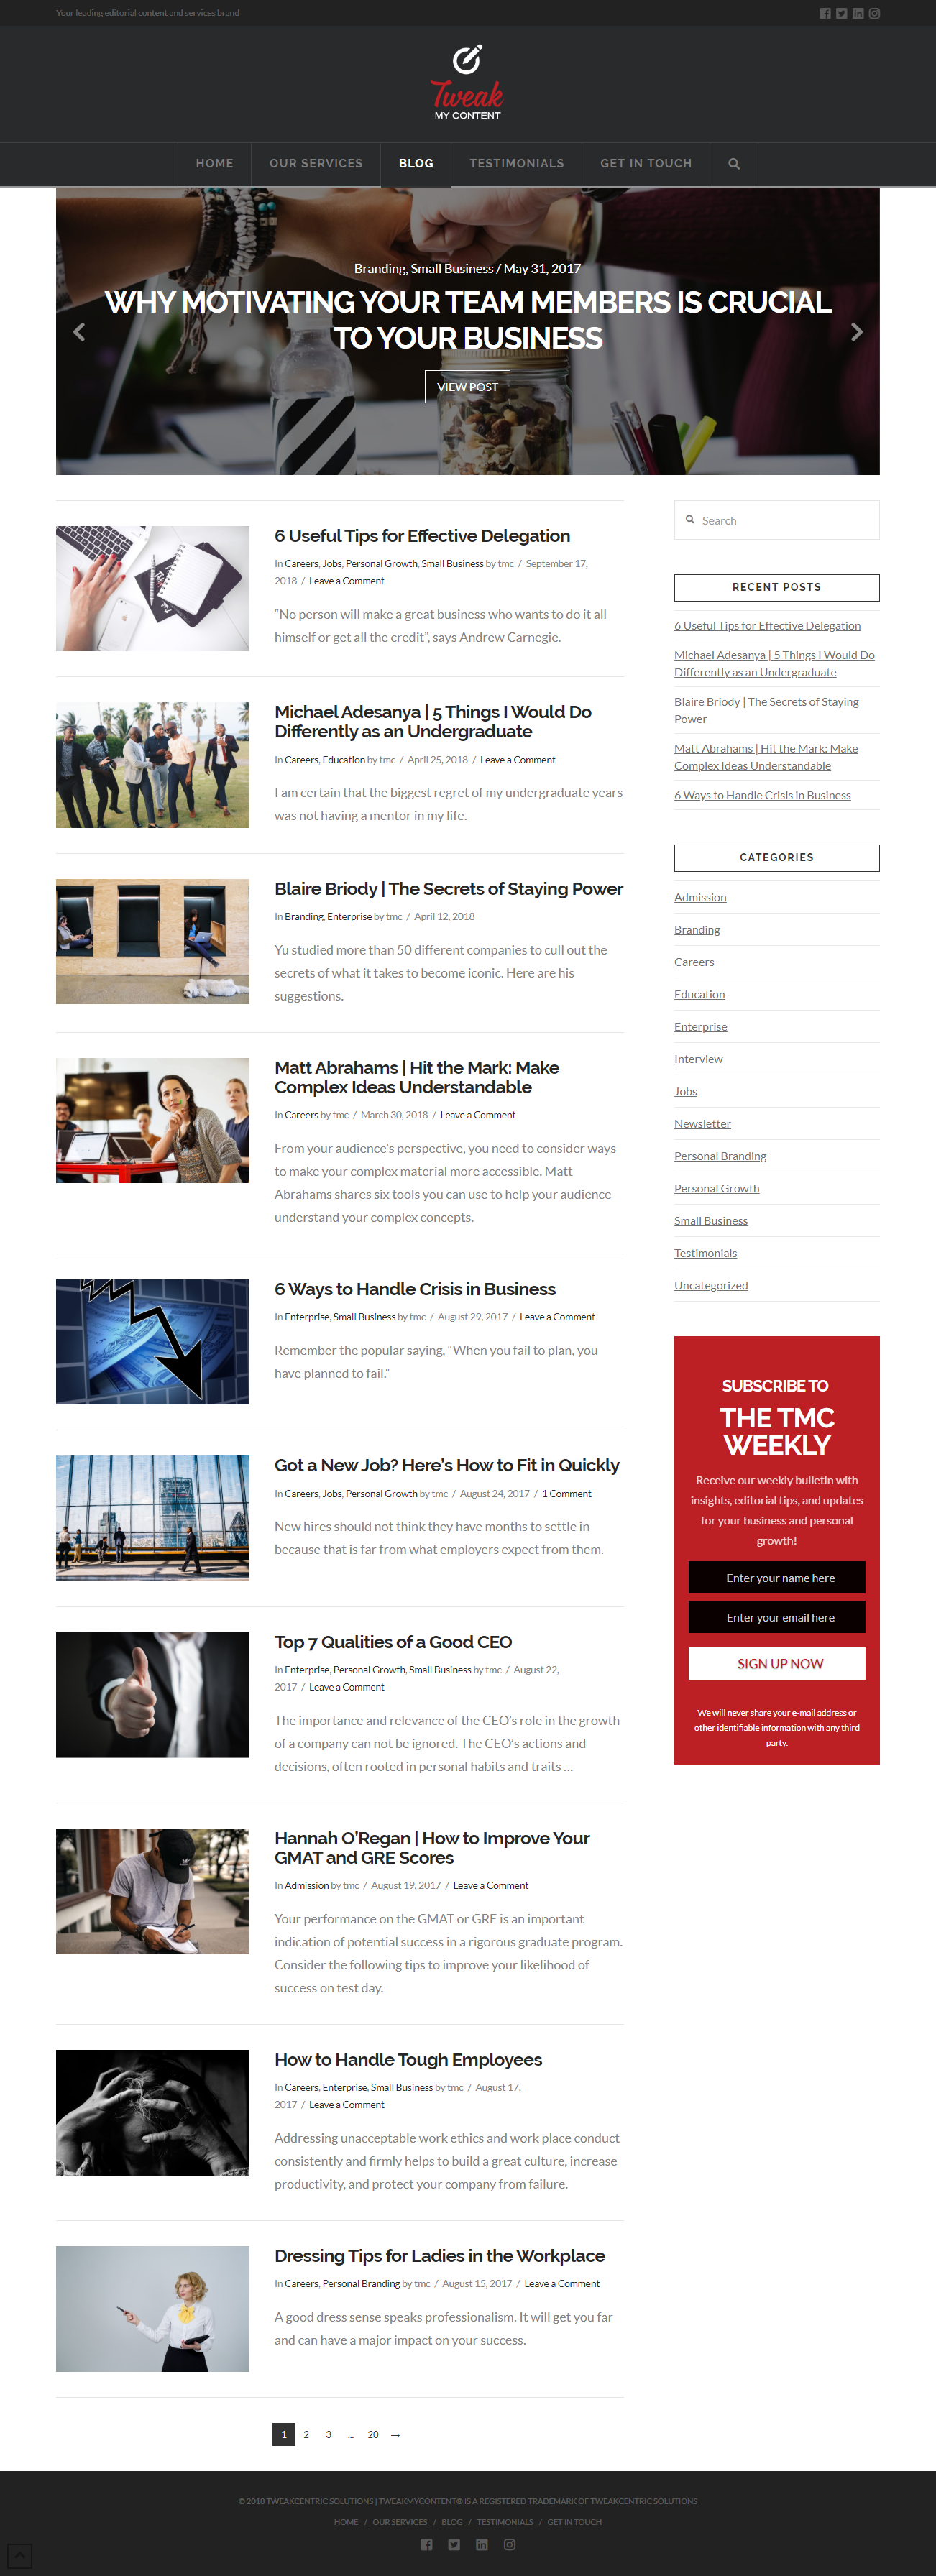 Your leading editorial content and services brand
Tweak
MY CONTENT
HOME
OUR SERVICES
BLOG
TESTIMONIALS
GET IN TOUCH
Branding, Small Business / May 31, 2017
WHY MOTIVATING YOUR TEAM MEMBERS IS CRUCIAL
TO YOUR BUSINESS
VIEW POST
6 Useful Tips for Effective Delegation
In Careers, Jobs, Personal Growth, Small Business by tmc / September 17,
2018 / Leave a Comment
“No person will make a great business who wants to do it all
himself or get all the credit”, says Andrew Carnegie.
Michael Adesanya | 5 Things I Would Do
Differently as an Undergraduate
In Careers, Education by tmc / April 25, 2018 / Leave a Comment
I am certain that the biggest regret of my undergraduate years
was not having a mentor in my life.
Blaire Briody | The Secrets of Staying Power
In Branding, Enterprise by tmc / April 12, 2018
Yu studied more than 50 different companies to cull out the
secrets of what it takes to become iconic. Here are his
suggestions.
Matt Abrahams | Hit the Mark: Make
Complex Ideas Understandable
In Careers by tmc / March 30, 2018 / Leave a Comment
From your audience’s perspective, you need to consider ways
to make your complex material more accessible. Matt
Abrahams shares six tools you can use to help your audience
understand your complex concepts.
6 Ways to Handle Crisis in Business
In Enterprise, Small Business by tmc / August 29, 2017 / Leave a Comment
Remember the popular saying, “When you fail to plan, you
have planned to fail.”
Got a New Job? Here’s How to Fit in Quickly
In Careers, Jobs, Personal Growth by tmc / August 24, 2017 / 1 Comment
New hires should not think they have months to settle in
because that is far from what employers expect from them.
Top 7 Qualities of a Good CEO
In Enterprise, Personal Growth, Small Business by tmc / August 22,
2017 / Leave a Comment
The importance and relevance of the CEO’s role in the growth
of a company can not be ignored. The CEO’s actions and
decisions, often rooted in personal habits and traits ...
Hannah O’Regan | How to Improve Your
GMAT and GRE Scores
In Admission by tmc / August 19, 2017 / Leave a Comment
Your performance on the GMAT or GRE is an important
indication of potential success in a rigorous graduate program.
Consider the following tips to improve your likelihood of
success on test day.
How to Handle Tough Employees
In Careers, Enterprise, Small Business by tmc / August 17,
2017 / Leave a Comment
Addressing unacceptable work ethics and work place conduct
consistently and firmly helps to build a great culture, increase
productivity, and protect your company from failure.
Dressing Tips for Ladies in the Workplace
In Careers, Personal Branding by tmc / August 15, 2017 / Leave a Comment
A good dress sense speaks professionalism. It will get you far
and can have a major impact on your success.
1 2 3 ... 20 →
Search
RECENT POSTS
6 Useful Tips for Effective Delegation
Michael Adesanya | 5 Things I Would Do
Differently as an Undergraduate
Blaire Briody | The Secrets of Staying
Power
Matt Abrahams | Hit the Mark: Make
Complex Ideas Understandable
6 Ways to Handle Crisis in Business
CATEGORIES
Admission
Branding
Careers
Education
Enterprise
Interview
Jobs
Newsletter
Personal Branding
Personal Growth
Small Business
Testimonials
Uncategorized
SUBSCRIBE TO
THE TMC
WEEKLY
Receive our weekly bulletin with
insights, editorial tips, and updates
for your business and personal
growth!
Enter your name here
Enter your email here
SIGN UP NOW
We will never share your e-mail address or
other identifiable information with any third
party.
© 2018 TWEAKCENTRIC SOLUTIONS | TWEAKMYCONTENT® IS A REGISTERED TRADEMARK OF TWEAKCENTRIC SOLUTIONS
HOME / OUR SERVICES / BLOG / TESTIMONIALS / GET IN TOUCH